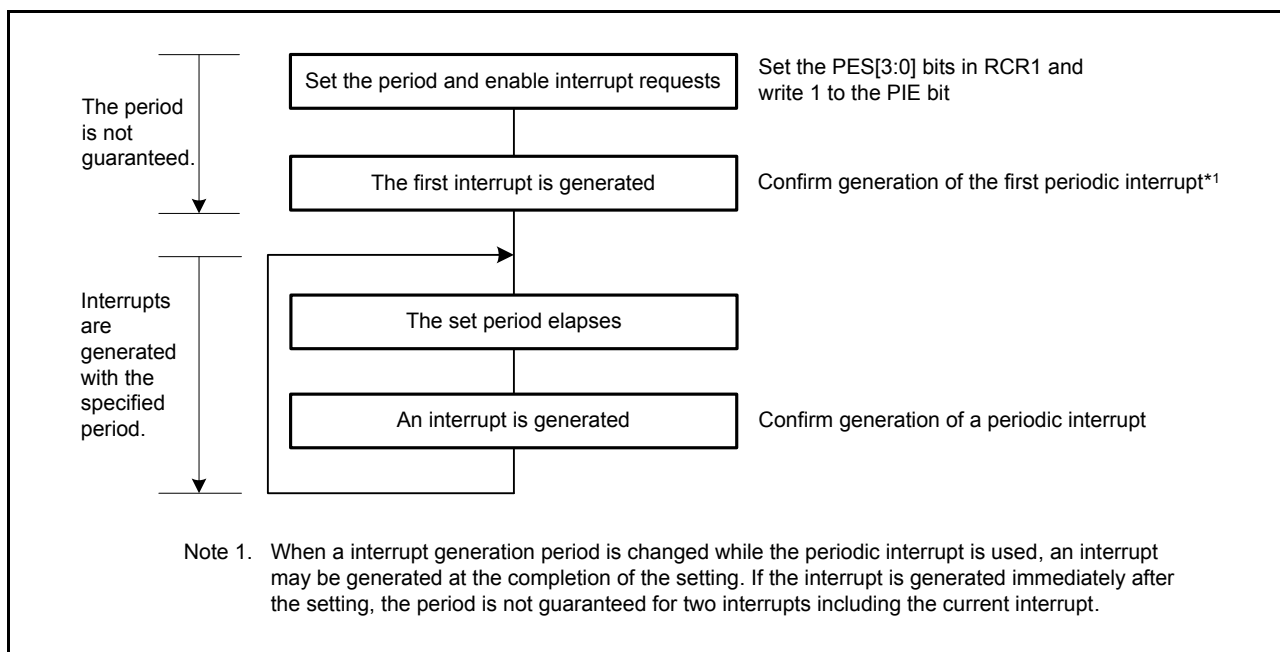 Set the period and enable interrupt requests
Set the PES[3:0] bits in RCR1 and
write 1 to the PIE bit
The period
is not
guaranteed.
The first interrupt is generated
Confirm generation of the first periodic interrupt*1
Interrupts
are
generated
with the
specified
period.
The set period elapses
An interrupt is generated
Confirm generation of a periodic interrupt
Note 1. When a interrupt generation period is changed while the periodic interrupt is used, an interrupt
may be generated at the completion of the setting. If the interrupt is generated immediately after
the setting, the period is not guaranteed for two interrupts including the current interrupt.